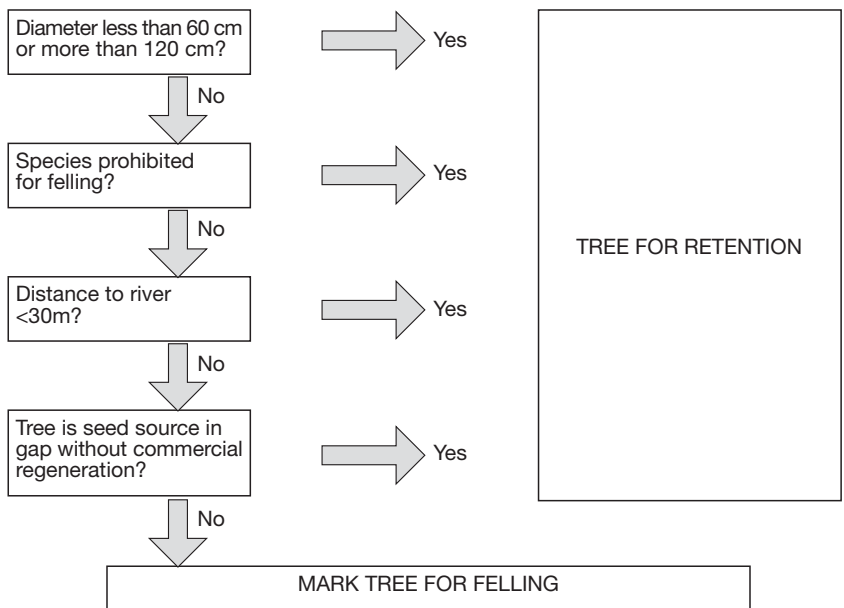 Diameter less than 60 cm
or more than 120 cm?
Yes
No
Species prohibited
for felling?
Yes
No
Distance to river
<30m?
Yes
No
Tree is seed source in
gap without commercial
regeneration?
Yes
No
TREE FOR RETENTION
MARK TREE FOR FELLING